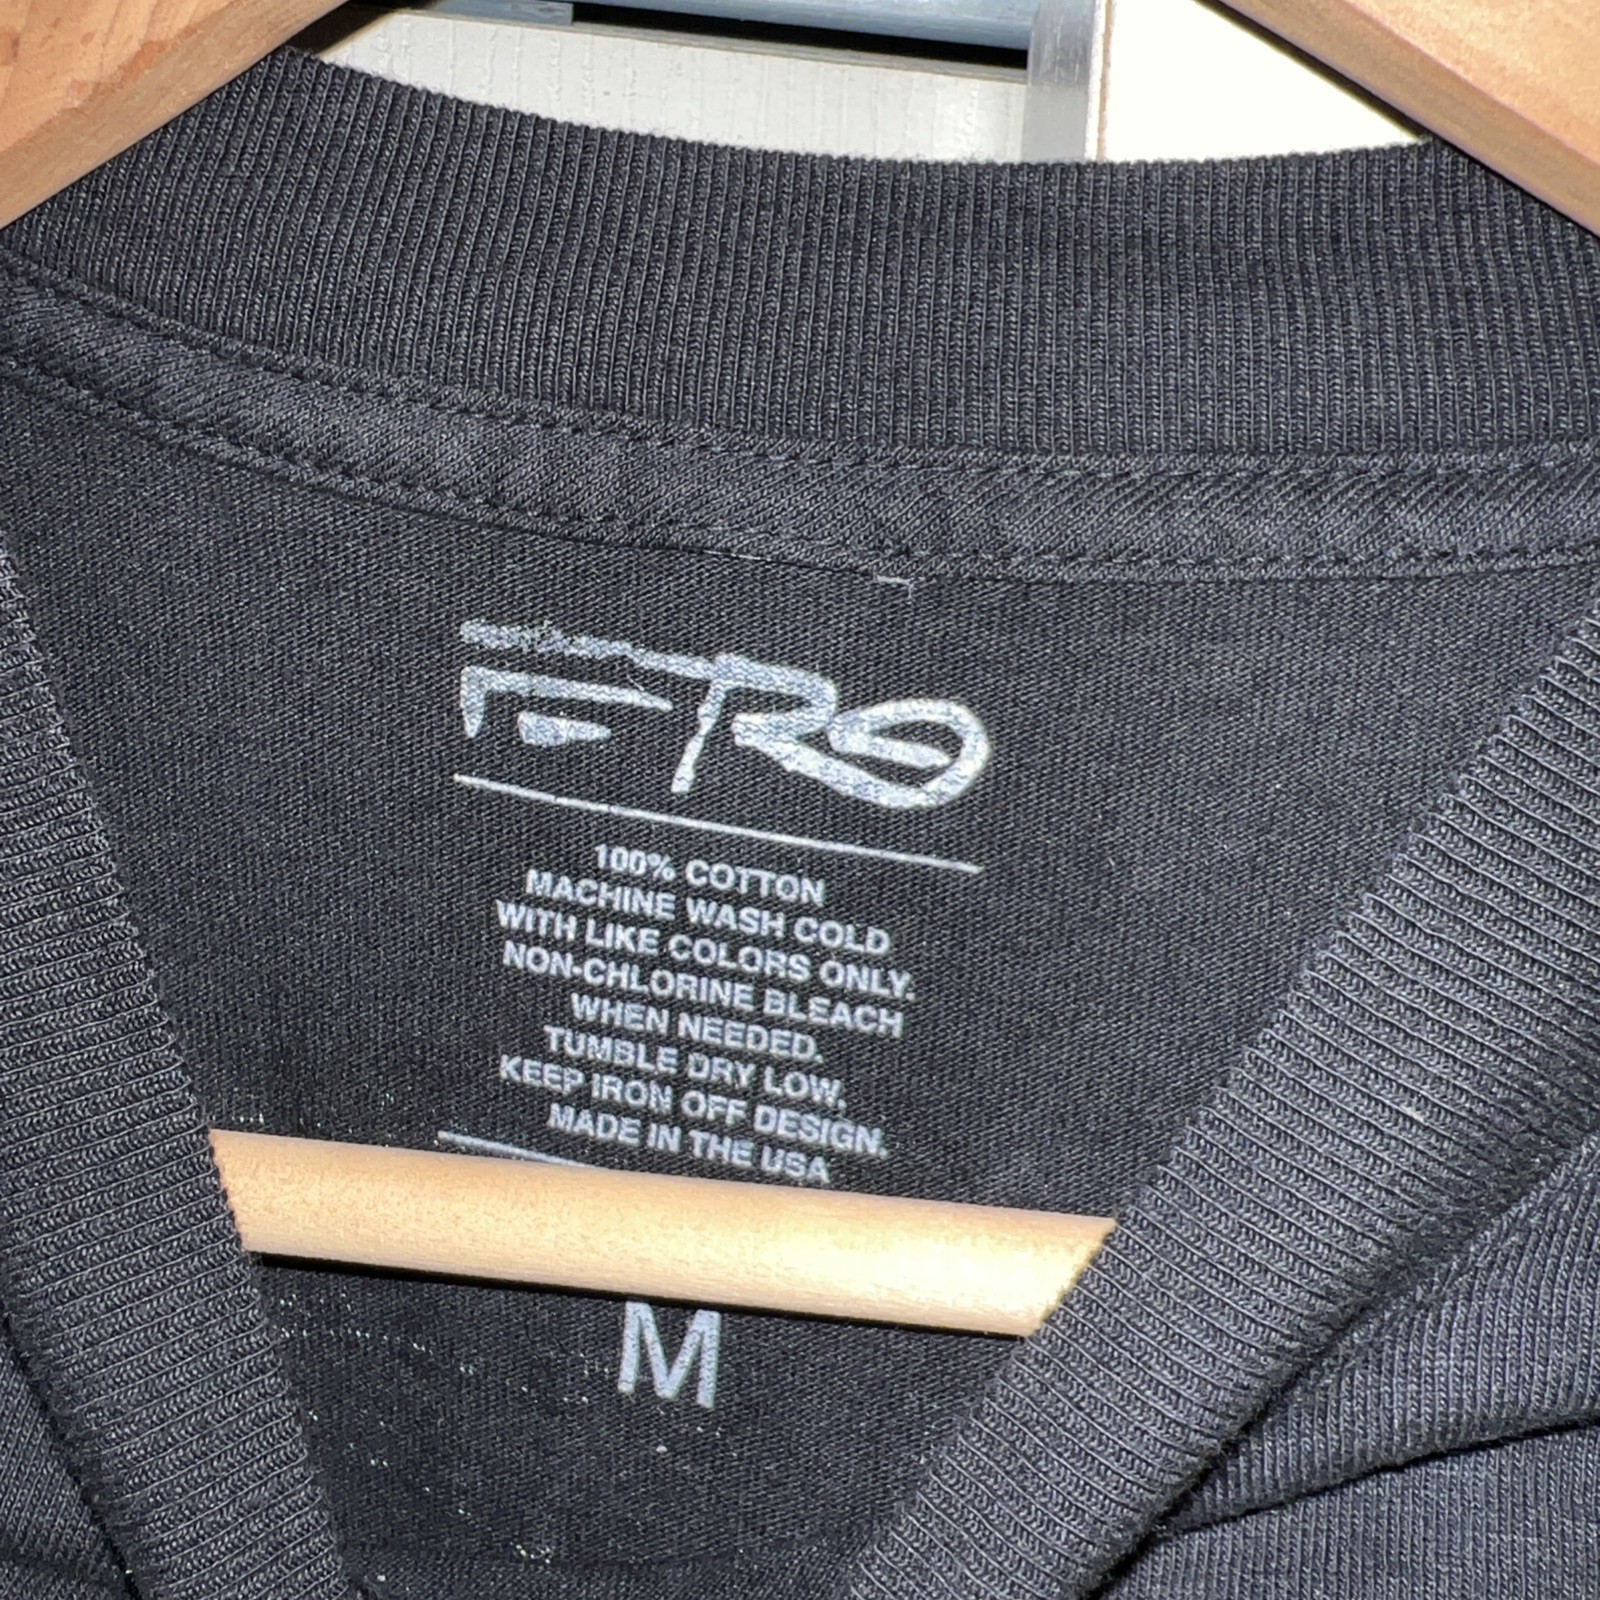 100% COTTON
MACHINE WASH COLD
WITH LIKE COLORS ONLY.
NON-CHLORINE BLEACH
WHEN NEEDED.
TUMBLE DRY LOW.
KEEP IRON OFF DESIGN.
MADE IN THE USA
M